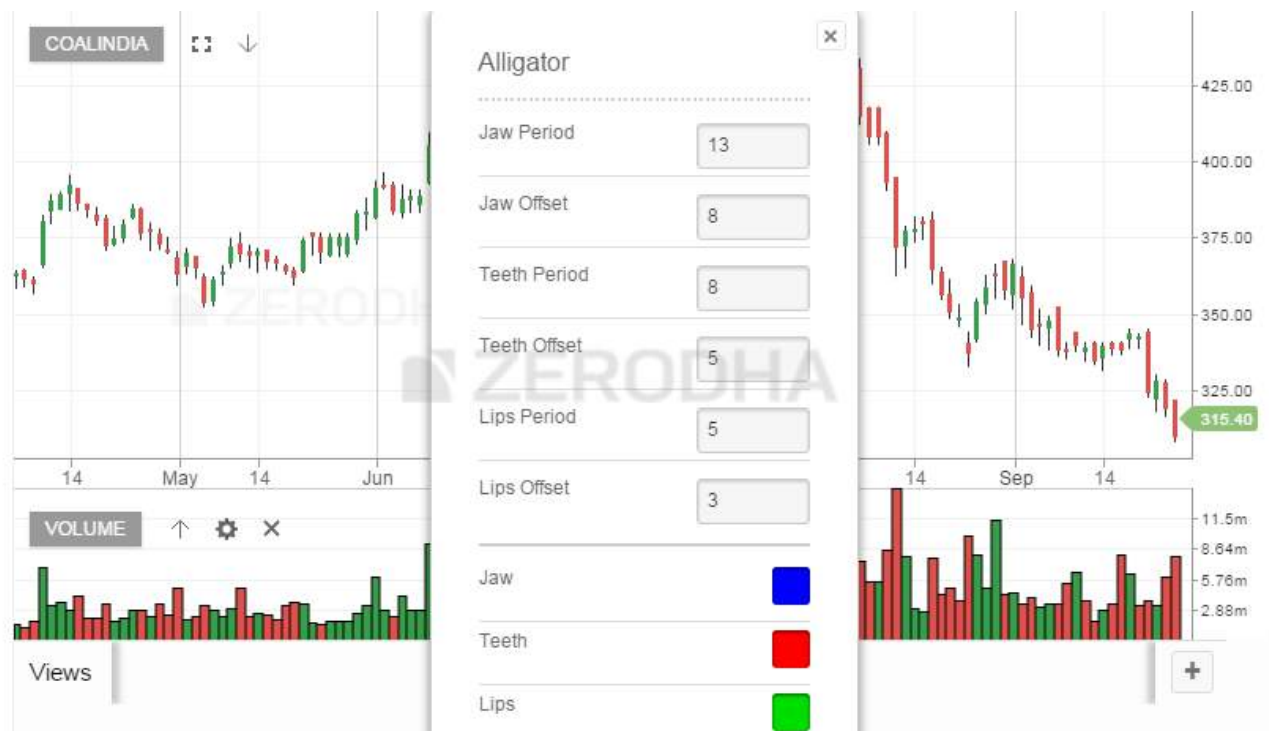 COALINDIA
Alligator
Jaw Period
13
Jaw Offset
8
Teeth Period
8
Teeth Offset
5
Lips Period
5
Lips Offset
3
Jaw
Teeth
Lips
425.00
400.00
375.00
350.00
325.00
315.40
ZERODH
ZERODHA
14 May 14 Jun 14 Sep 14
VOLUME
11.5m
8.64m
5.76m
2.88m
Views